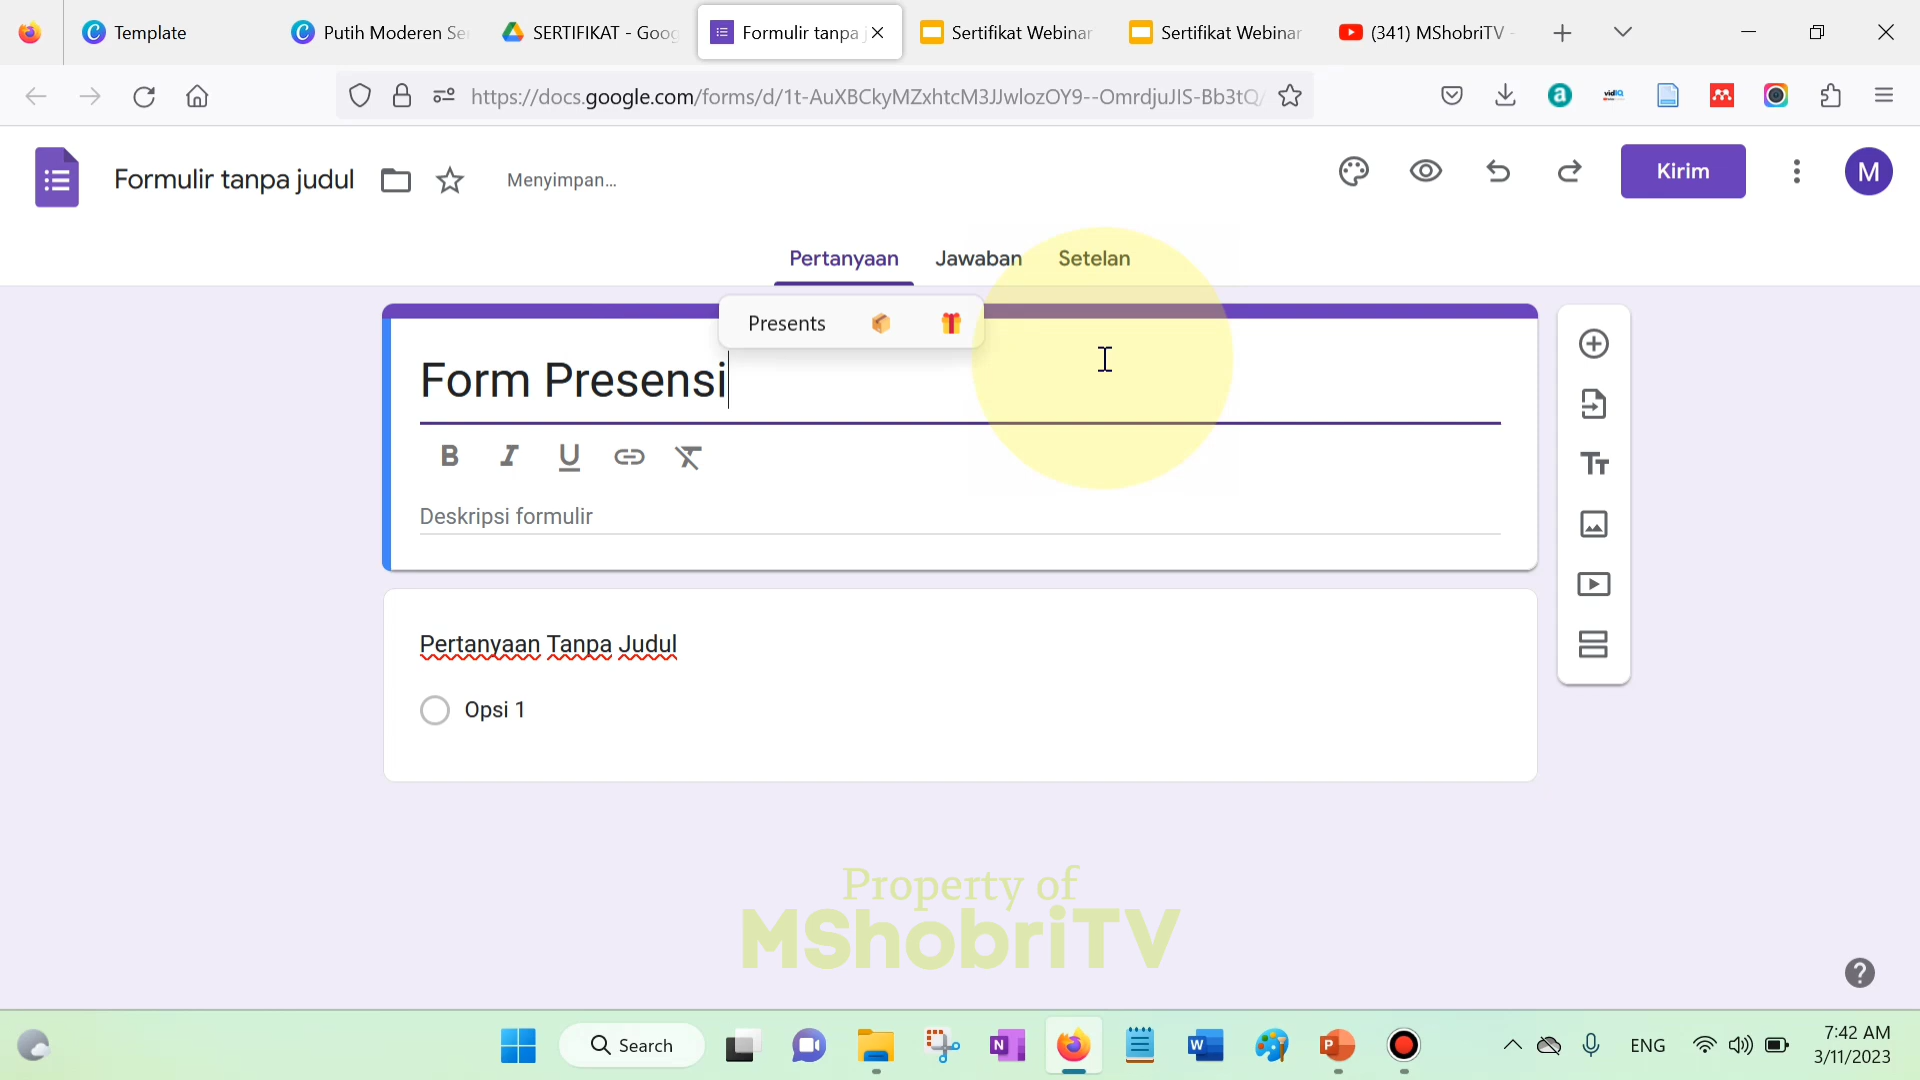 Template
Putih Moderen Se
SERTIFIKAT - Goog
Formulir tanpa j
Sertifikat Webinar
Sertifikat Webinar
(341) MShobriTV -
https://docs.google.com/forms/d/1t-AuXBCkyMZxhtcM3JJwlozOY9--OmrdjuJIS-Bb3tQ/
vidIQ
Formulir tanpa judul
Menyimpan...
Kirim
M
Pertanyaan
Jawaban
Setelan
Presents
Form Presensi
B I U
Deskripsi formulir
Pertanyaan Tanpa Judul
Opsi 1
Property of
MShobriTV
Search
ENG
7:42 AM
3/11/2023